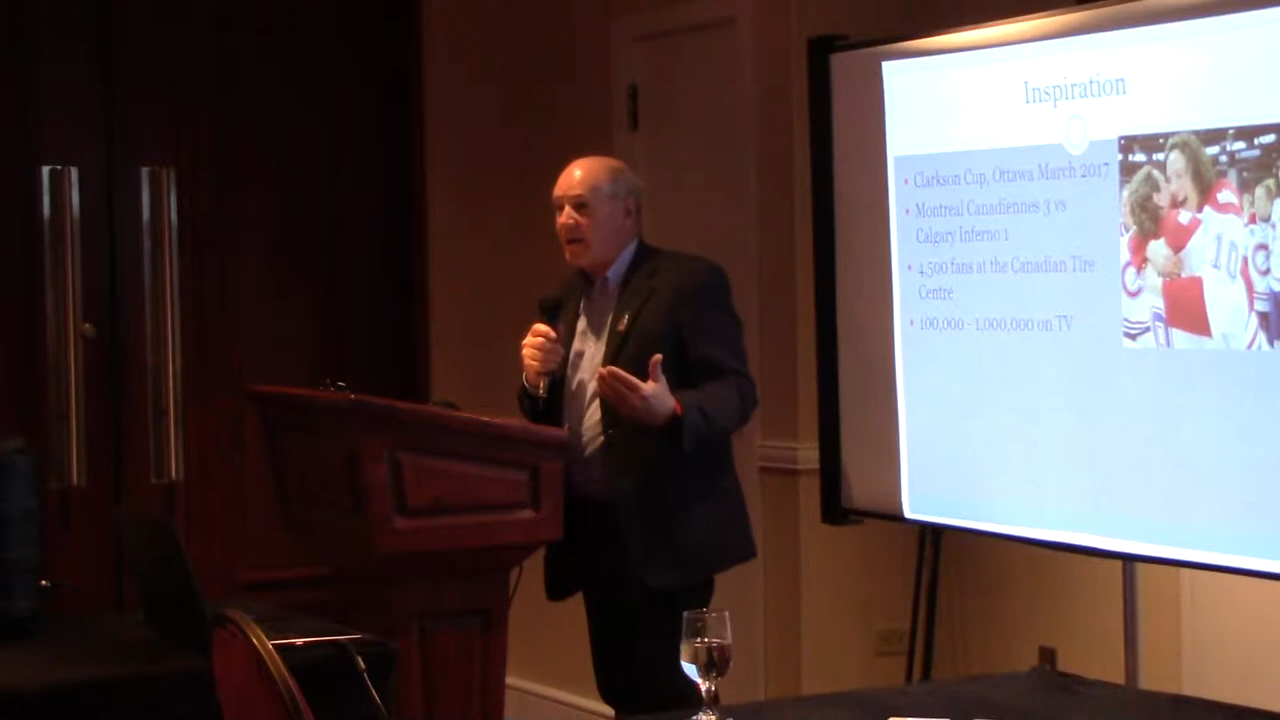 Inspiration
• Clarkson Cup, Ottawa March 2017
• Montreal Canadiennes 3 vs
Calgary Inferno 1
• 4,500 fans at the Canadian Tire
Centre
• 100,000 - 1,000,000 on TV
10